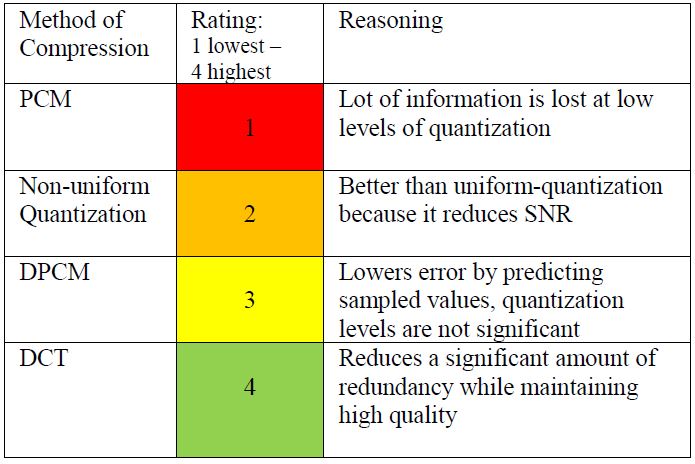 Method of
Compression
Rating:
1 lowest –
4 highest
Reasoning
PCM
1
Lot of information is lost at low
levels of quantization
Non-uniform
Quantization
2
Better than uniform-quantization
because it reduces SNR
DPCM
3
Lowers error by predicting
sampled values, quantization
levels are not significant
DCT
4
Reduces a significant amount of
redundancy while maintaining
high quality